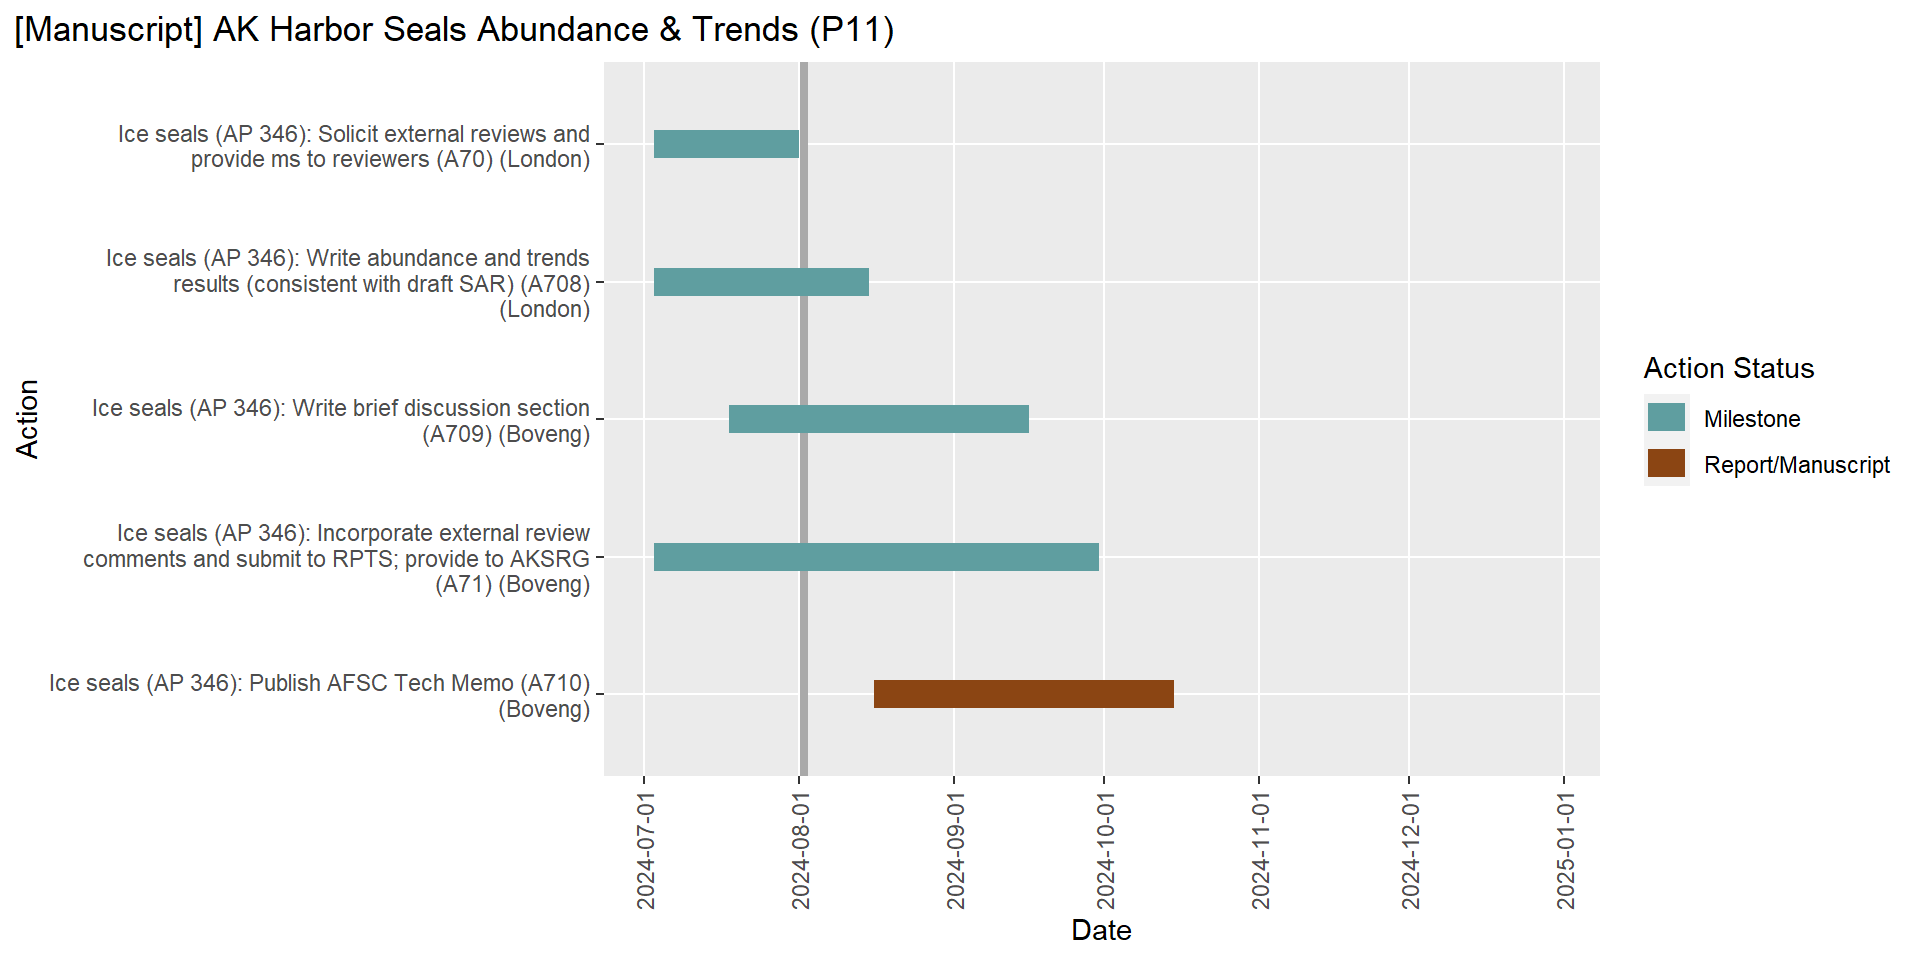 [Manuscript] AK Harbor Seals Abundance & Trends (P11)
Action
Ice seals (AP 346): Solicit external reviews and
provide ms to reviewers (A70) (London)
Ice seals (AP 346): Write abundance and trends
results (consistent with draft SAR) (A708)
(London)
Ice seals (AP 346): Write brief discussion section
(A709) (Boveng)
Ice seals (AP 346): Incorporate external review
comments and submit to RPTS; provide to AKSRG
(A71) (Boveng)
Ice seals (AP 346): Publish AFSC Tech Memo (A710)
(Boveng)
2024-07-01
2024-08-01
2024-09-01
2024-10-01
2024-11-01
2024-12-01
2025-01-01
Date
Action Status
Milestone
Report/Manuscript